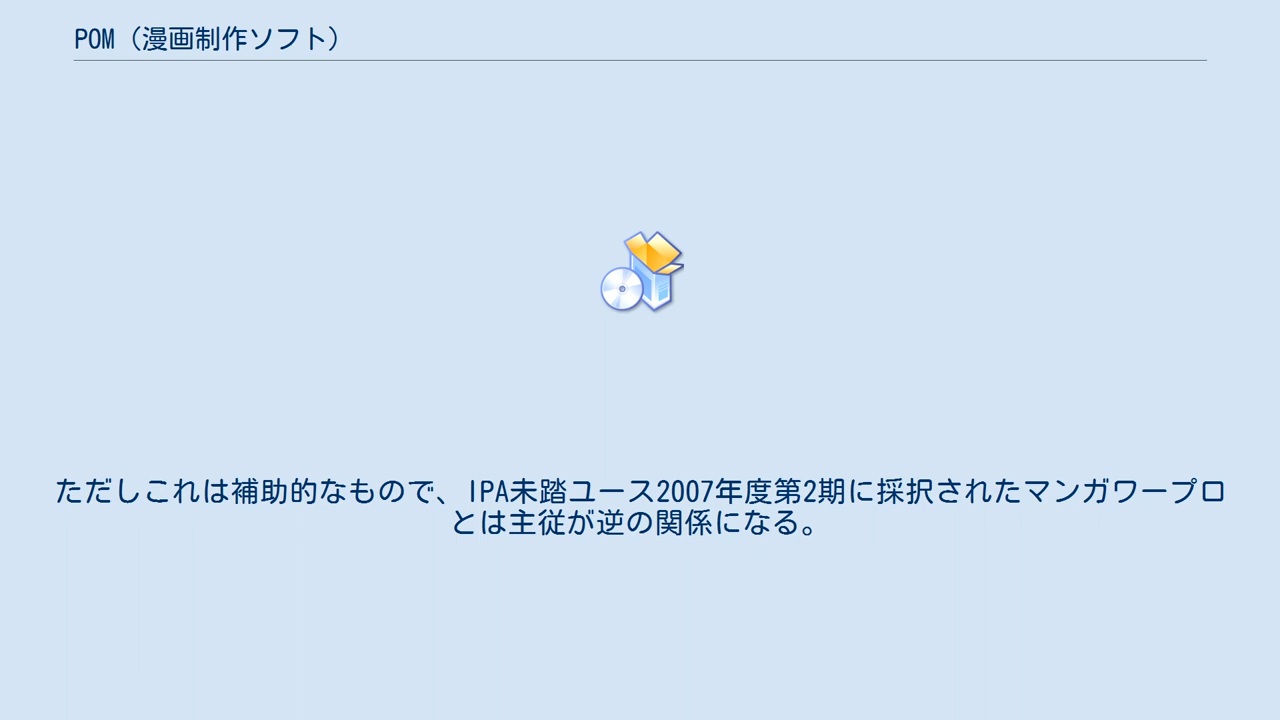 POM（漫画制作ソフト）
ただしこれは補助的なもので、IPA未踏ユース2007年度第2期に採択されたマンガワープロ
とは主従が逆の関係になる。